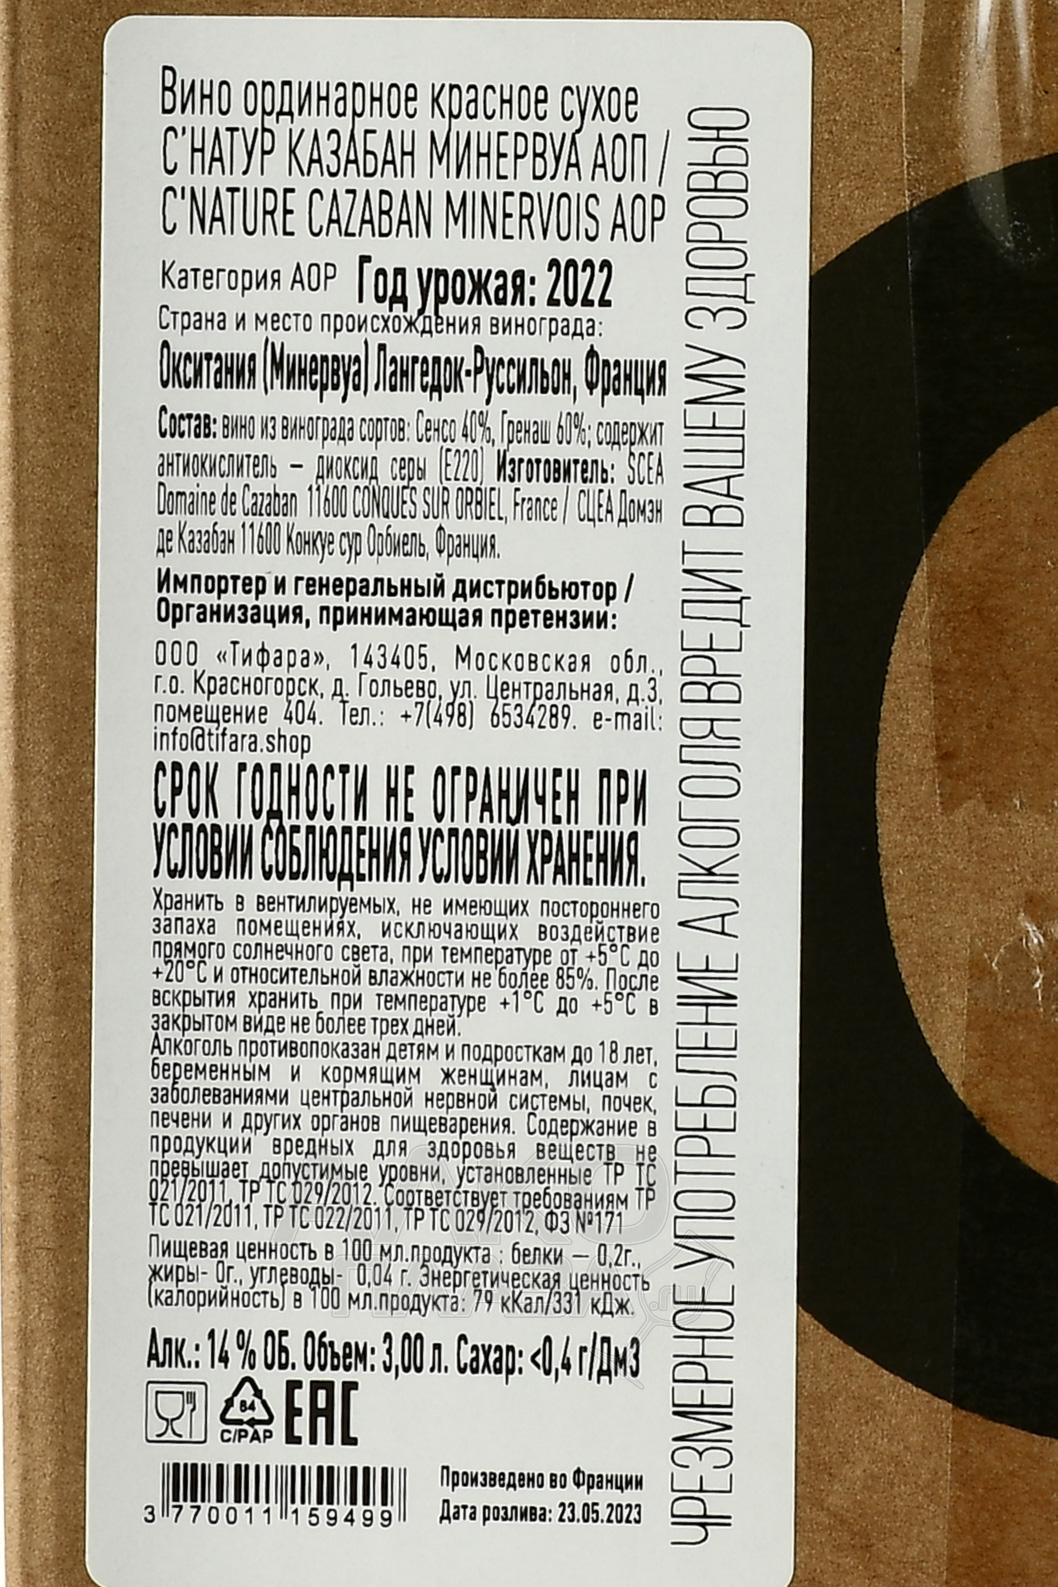 Вино ординарное красное сухое
С'НАТУР КАЗАБАН МИНЕРВУА АОП /
C'NATURE CAZABAN MINERVOIS AOP
Категория AOP Год урожая: 2022
Страна и место происхождения винограда:
Окситания (Минервуа) Лангедок-Руссильон, Франция
Состав: вино из винограда сортов: Сенсо 40%, Гренаш 60%; содержит
антиокислитель – диоксид серы (Е220) Изготовитель: SCEA
Domaine de Cazaban 11600 CONQUES SUR ORBIEL, France / СЦЕА Домэн
де Казабан 11600 Конкуе сур Орбиель, Франция.
Импортер и генеральный дистрибьютор /
Организация, принимающая претензии:
ООО «Тифара», 143405, Московская обл.,
г.о. Красногорск, д. Гольево, ул. Центральная, д.3,
помещение 404. Тел.: +7(498) 6534289. e-mail:
info@tifara.shop
СРОК ГОДНОСТИ НЕ ОГРАНИЧЕН ПРИ
УСЛОВИИ СОБЛЮДЕНИЯ УСЛОВИЙ ХРАНЕНИЯ.
Хранить в вентилируемых, не имеющих постороннего
запаха помещениях, исключающих воздействие
прямого солнечного света, при температуре от +5°С до
+20°С и относительной влажности не более 85%. После
вскрытия хранить при температуре +1°С до +5°С в
закрытом виде не более трех дней.
Алкоголь противопоказан детям и подросткам до 18 лет,
беременным и кормящим женщинам, лицам с
заболеваниями центральной нервной системы, почек,
печени и других органов пищеварения. Содержание в
продукции вредных для здоровья веществ не
превышает допустимые уровни, установленные ТР ТС
021/2011, ТР ТС 029/2012. Соответствует требованиям ТР
ТС 021/2011, ТР ТС 022/2011, ТР ТС 029/2012, ФЗ №171
Пищевая ценность в 100 мл.продукта : белки – 0,2г.,
жиры- 0г., углеводы- 0,04 г. Энергетическая ценность
(калорийность) в 100 мл.продукта: 79 кКал/331 кДж.
Алк.: 14 % ОБ. Объем: 3,00 л. Сахар: <0,4 г/Дм3
84
C/PAP
EAC
3 770011 159499
Произведено во Франции
Дата розлива: 23.05.2023
ЧРЕЗМЕРНОЕ УПОТРЕБЛЕНИЕ АЛКОГОЛЯ ВРЕДИТ ВАШЕМУ ЗДОРОВЬЮ